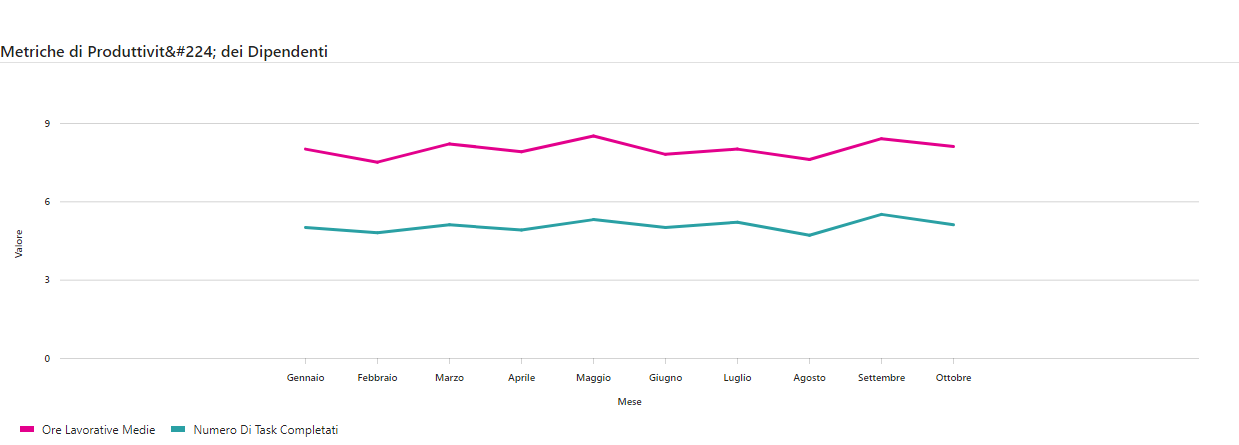 Metriche di Produttivit&#224; dei Dipendenti
9
6
3
0
Valore
Gennaio Febbraio Marzo Aprile Maggio Giugno Luglio Agosto Settembre Ottobre
Mese
Ore Lavorative Medie Numero Di Task Completati